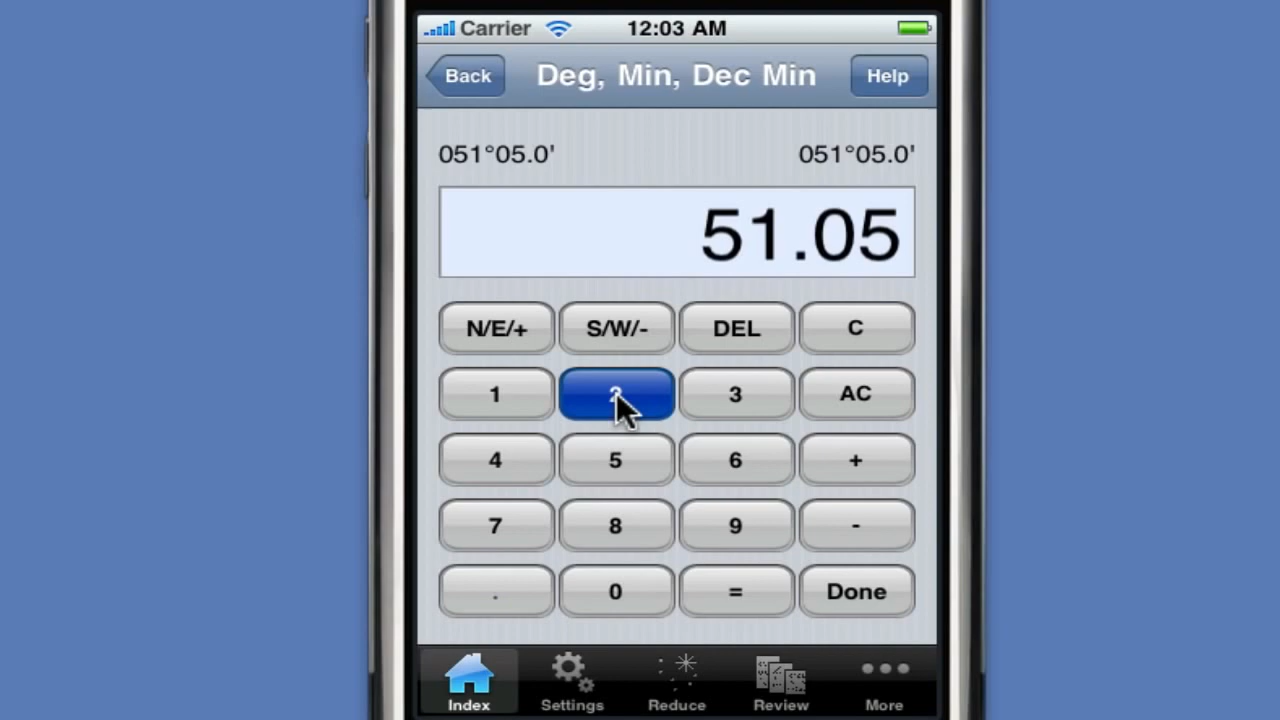 Carrier 12:03 AM
Back Deg, Min, Dec Min Help
051°05.0' 051°05.0'
51.05
N/E/+ S/W/- DEL C
1 2 3 AC
4 5 6 +
7 8 9 -
. 0 = Done
Index Settings Reduce Review More